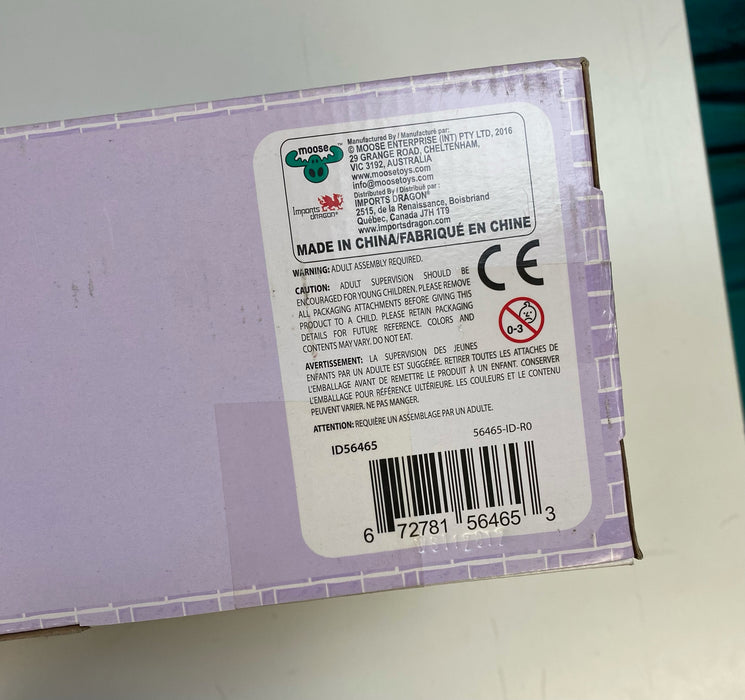 moose™
Manufactured By / Manufacturé par:
© MOOSE ENTERPRISE (INT) PTY LTD, 2016
29 GRANGE ROAD, CHELTENHAM,
VIC 3192, AUSTRALIA
www.moosetoys.com
info@moosetoys.com
Imports
DRAGON®
Distributed By / Distribué par :
IMPORTS DRAGON®
2515, de la Renaissance, Boisbriand
Québec, Canada J7H 1T9
www.importsdragon.com
MADE IN CHINA/FABRIQUÉ EN CHINE
WARNING: ADULT ASSEMBLY REQUIRED.
CAUTION: ADULT SUPERVISION SHOULD BE
ENCOURAGED FOR YOUNG CHILDREN. PLEASE REMOVE
ALL PACKAGING ATTACHMENTS BEFORE GIVING THIS
PRODUCT TO A CHILD. PLEASE RETAIN PACKAGING
DETAILS FOR FUTURE REFERENCE. COLORS AND
CONTENTS MAY VARY. DO NOT EAT.
CE
0-3
AVERTISSEMENT: LA SUPERVISION DES JEUNES
ENFANTS PAR UN ADULTE EST SUGGÉRÉE. RETIRER TOUTES LES ATTACHES DE
L'EMBALLAGE AVANT DE REMETTRE LE PRODUIT À UN ENFANT. CONSERVER
L'EMBALLAGE POUR RÉFÉRENCE ULTÉRIEURE. LES COULEURS ET LE CONTENU
PEUVENT VARIER. NE PAS MANGER.
ATTENTION: REQUIÈRE UN ASSEMBLAGE PAR UN ADULTE.
ID56465
56465-ID-R0
6 72781 56465 3